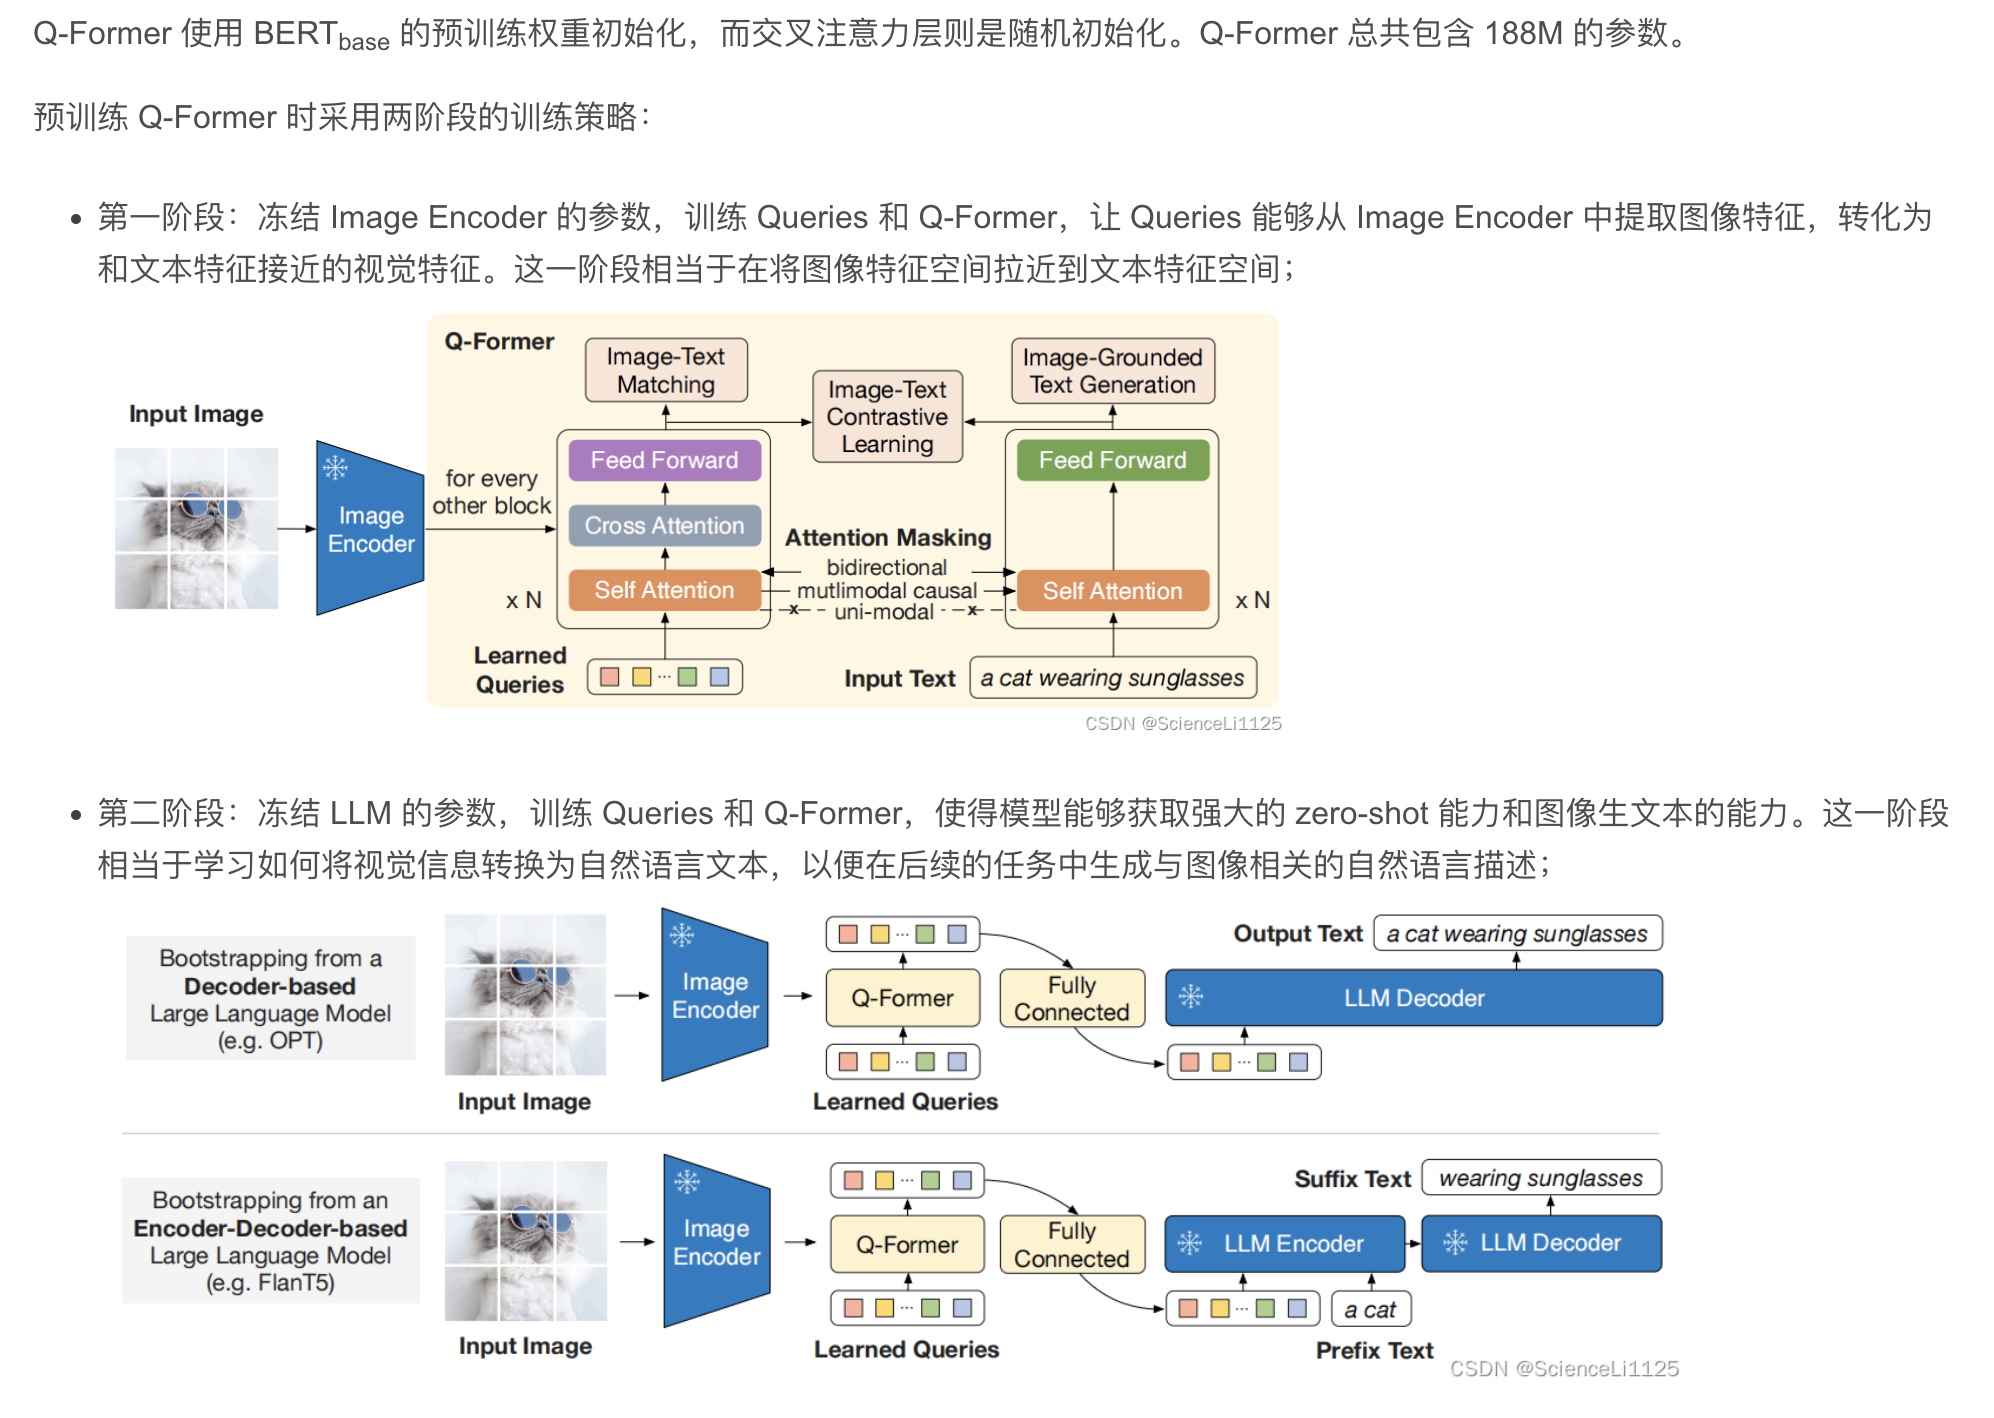 Q-Former 使用 BERTbase 的预训练权重初始化，而交叉注意力层则是随机初始化。Q-Former 总共包含 188M 的参数。
预训练 Q-Former 时采用两阶段的训练策略：
• 第一阶段：冻结 Image Encoder 的参数，训练 Queries 和 Q-Former，让 Queries 能够从 Image Encoder 中提取图像特征，转化为
和文本特征接近的视觉特征。这一阶段相当于在将图像特征空间拉近到文本特征空间；
Q-Former
Image-Text
Matching
Image-Text
Contrastive
Learning
Image-Grounded
Text Generation
Input Image
Image
Encoder
for every
other block
Feed Forward
Cross Attention
Self Attention
x N
Attention Masking
bidirectional
mutlimodal causal
x uni-modal x
Feed Forward
Self Attention
x N
Learned
Queries
...
Input Text
a cat wearing sunglasses
CSDN @ScienceLi1125
• 第二阶段：冻结 LLM 的参数，训练 Queries 和 Q-Former，使得模型能够获取强大的 zero-shot 能力和图像生文本的能力。这一阶段
相当于学习如何将视觉信息转换为自然语言文本，以便在后续的任务中生成与图像相关的自然语言描述；
Bootstrapping from a
Decoder-based
Large Language Model
(e.g. OPT)
Input Image
Image
Encoder
...
Q-Former
...
Learned Queries
Fully
Connected
Output Text
a cat wearing sunglasses
LLM Decoder
...
Bootstrapping from an
Encoder-Decoder-based
Large Language Model
(e.g. FlanT5)
Input Image
Image
Encoder
...
Q-Former
...
Learned Queries
Fully
Connected
Suffix Text
wearing sunglasses
LLM Encoder
LLM Decoder
...
a cat
Prefix Text
CSDN @ScienceLi1125